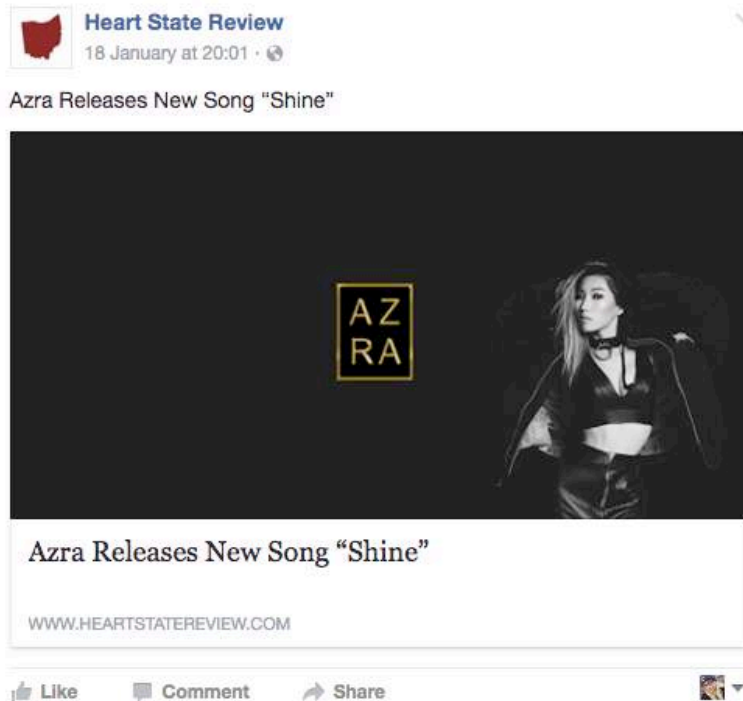 Heart State Review
18 January at 20:01 ·
Azra Releases New Song “Shine”
AZ
RA
Azra Releases New Song “Shine”
WWW.HEARTSTATEREVIEW.COM
Like Comment Share